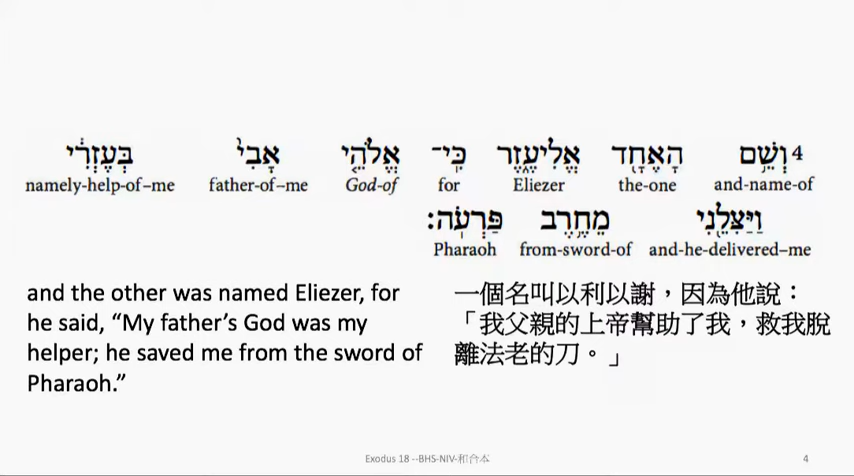 4 וְשֵׁ֥ם הָאֶחָ֖ד אֱלִיעֶ֑זֶר כִּֽי־ אֱלֹהֵ֤י אָבִי֙ בְּעֶזְרִ֔י
and-name-of the-one Eliezer for God-of father-of–me namely-help-of–me
וַיַּצִּלֵ֖נִי מֵחֶ֥רֶב פַּרְעֹֽה׃
and-he-delivered–me from-sword-of Pharaoh
and the other was named Eliezer, for
he said, “My father’s God was my
helper; he saved me from the sword of
Pharaoh.”
一個名叫以利以謝，因為他說：
「我父親的上帝幫助了我，救我脫
離法老的刀。」
Exodus 18 --BHS-NIV-和合本
4